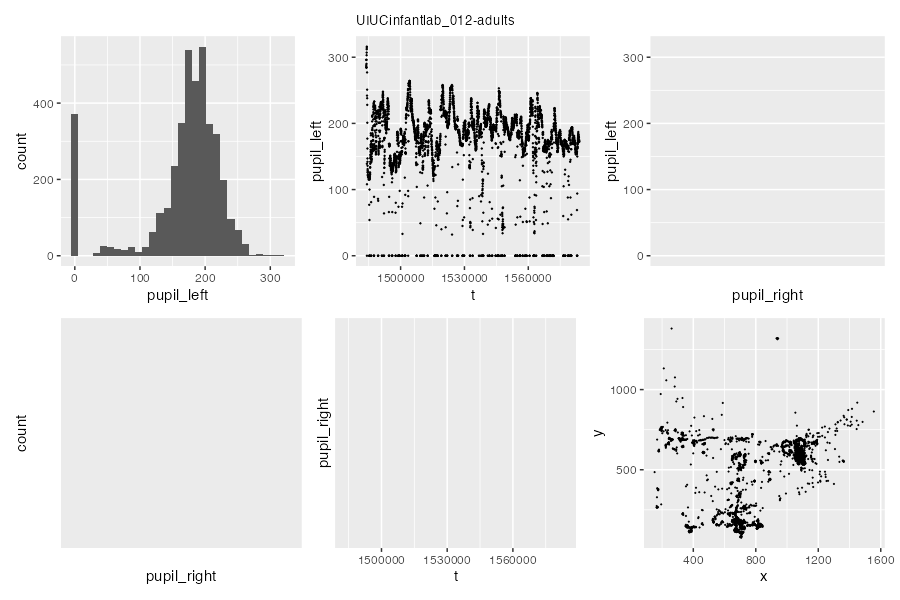 UIUCinfantlab_012-adults
400
200
0
count
0 100 200 300
pupil_left
300
200
100
0
pupil_left
1500000 1530000 1560000
t
300
200
100
0
pupil_left
pupil_right
count
pupil_right
pupil_right
1500000 1530000 1560000
t
1000
500
y
400 800 1200 1600
x